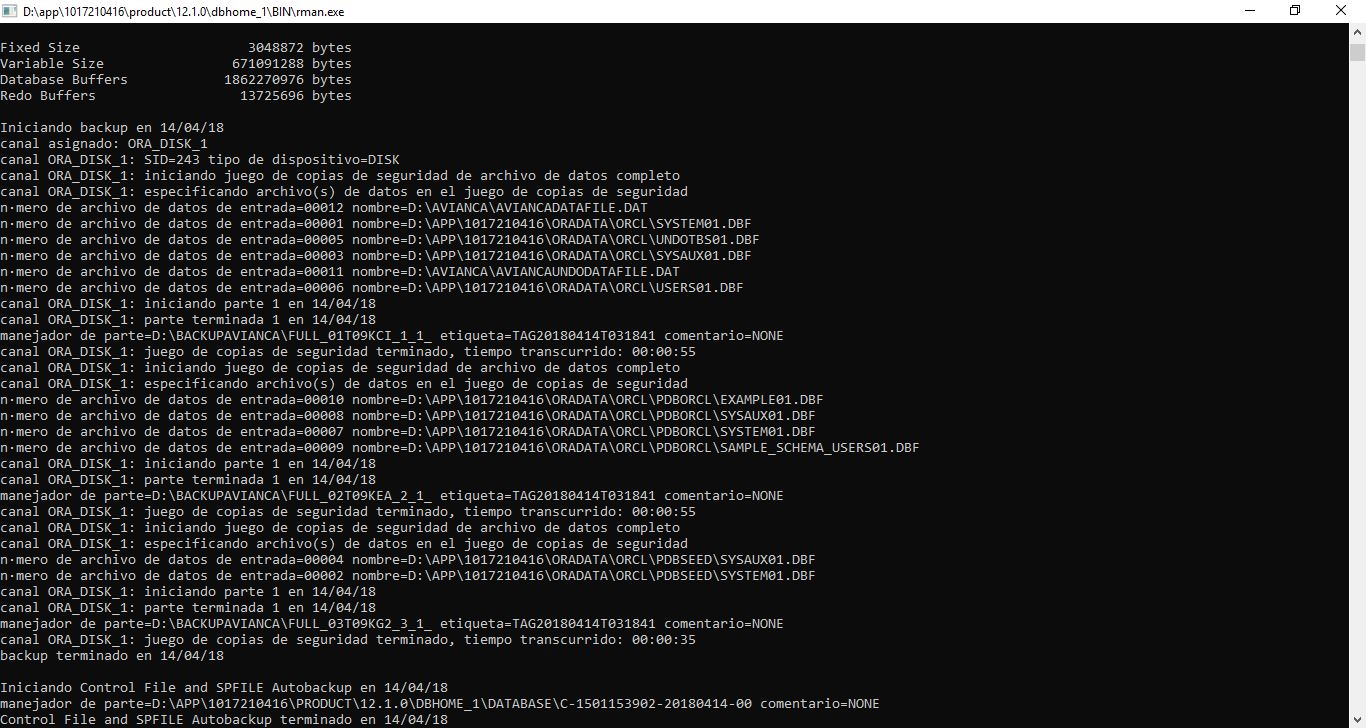 D:\app\1017210416\product\12.1.0\dbhome_1\BIN\rman.exe
Fixed Size 3048872 bytes
Variable Size 671091288 bytes
Database Buffers 1862270976 bytes
Redo Buffers 13725696 bytes
Iniciando backup en 14/04/18
canal asignado: ORA_DISK_1
canal ORA_DISK_1: SID=243 tipo de dispositivo=DISK
canal ORA_DISK_1: iniciando juego de copias de seguridad de archivo de datos completo
canal ORA_DISK_1: especificando archivo(s) de datos en el juego de copias de seguridad
n·mero de archivo de datos de entrada=00012 nombre=D:\AVIANCA\AVIANCADATAFILE.DAT
n·mero de archivo de datos de entrada=00001 nombre=D:\APP\1017210416\ORADATA\ORCL\SYSTEM01.DBF
n·mero de archivo de datos de entrada=00005 nombre=D:\APP\1017210416\ORADATA\ORCL\UNDOTBS01.DBF
n·mero de archivo de datos de entrada=00003 nombre=D:\APP\1017210416\ORADATA\ORCL\SYSAUX01.DBF
n·mero de archivo de datos de entrada=00011 nombre=D:\AVIANCA\AVIANCAUNDODATAFILE.DAT
n·mero de archivo de datos de entrada=00006 nombre=D:\APP\1017210416\ORADATA\ORCL\USERS01.DBF
canal ORA_DISK_1: iniciando parte 1 en 14/04/18
canal ORA_DISK_1: parte terminada 1 en 14/04/18
manejador de parte=D:\BACKUPAVIANCA\FULL_01T09KCI_1_1_ etiqueta=TAG20180414T031841 comentario=NONE
canal ORA_DISK_1: juego de copias de seguridad terminado, tiempo transcurrido: 00:00:55
canal ORA_DISK_1: iniciando juego de copias de seguridad de archivo de datos completo
canal ORA_DISK_1: especificando archivo(s) de datos en el juego de copias de seguridad
n·mero de archivo de datos de entrada=00010 nombre=D:\APP\1017210416\ORADATA\ORCL\PDBORCL\EXAMPLE01.DBF
n·mero de archivo de datos de entrada=00008 nombre=D:\APP\1017210416\ORADATA\ORCL\PDBORCL\SYSAUX01.DBF
n·mero de archivo de datos de entrada=00007 nombre=D:\APP\1017210416\ORADATA\ORCL\PDBORCL\SYSTEM01.DBF
n·mero de archivo de datos de entrada=00009 nombre=D:\APP\1017210416\ORADATA\ORCL\PDBORCL\SAMPLE_SCHEMA_USERS01.DBF
canal ORA_DISK_1: iniciando parte 1 en 14/04/18
canal ORA_DISK_1: parte terminada 1 en 14/04/18
manejador de parte=D:\BACKUPAVIANCA\FULL_02T09KEA_2_1_ etiqueta=TAG20180414T031841 comentario=NONE
canal ORA_DISK_1: juego de copias de seguridad terminado, tiempo transcurrido: 00:00:55
canal ORA_DISK_1: iniciando juego de copias de seguridad de archivo de datos completo
canal ORA_DISK_1: especificando archivo(s) de datos en el juego de copias de seguridad
n·mero de archivo de datos de entrada=00004 nombre=D:\APP\1017210416\ORADATA\ORCL\PDBSEED\SYSAUX01.DBF
n·mero de archivo de datos de entrada=00002 nombre=D:\APP\1017210416\ORADATA\ORCL\PDBSEED\SYSTEM01.DBF
canal ORA_DISK_1: iniciando parte 1 en 14/04/18
canal ORA_DISK_1: parte terminada 1 en 14/04/18
manejador de parte=D:\BACKUPAVIANCA\FULL_03T09KG2_3_1_ etiqueta=TAG20180414T031841 comentario=NONE
canal ORA_DISK_1: juego de copias de seguridad terminado, tiempo transcurrido: 00:00:35
backup terminado en 14/04/18
Iniciando Control File and SPFILE Autobackup en 14/04/18
manejador de parte=D:\APP\1017210416\PRODUCT\12.1.0\DBHOME_1\DATABASE\C-1501153902-20180414-00 comentario=NONE
Control File and SPFILE Autobackup terminado en 14/04/18